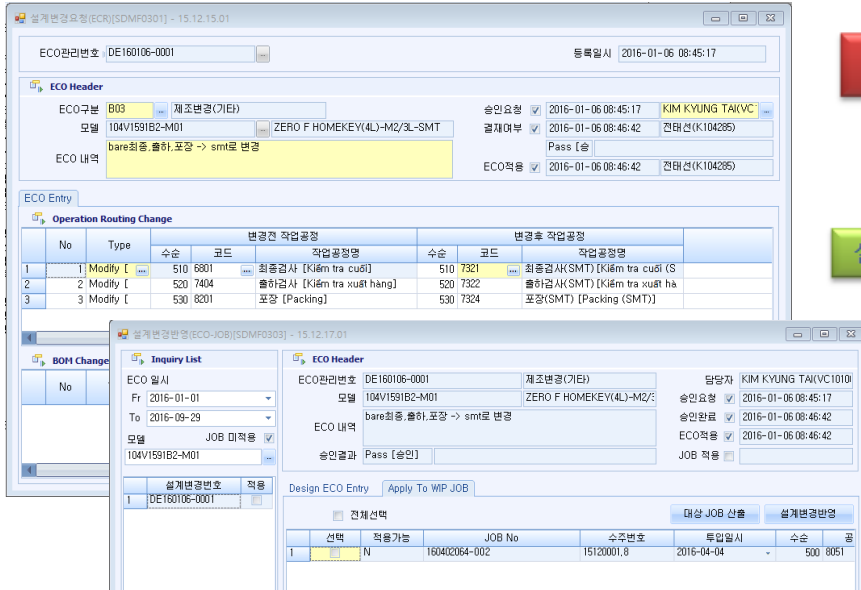 설계변경요청(ECR)[SDMF0301] - 15.12.15.01
ECO관리번호 DE160106-0001 ... 등록일시 2016-01-06 08:45:17
ECO Header
ECO구분 B03 ... 제조변경(기타) 승인요청 2016-01-06 08:45:17 KIM KYUNG TAI(VC ...
모델 104V1591B2-M01 ... ZERO F HOMEKEY(4L)-M2/3L-SMT 결재여부 2016-01-06 08:46:42 전태선(K104285)
ECO 내역 bare최종,출하,포장 -> smt로 변경 Pass [승
ECO적용 2016-01-06 08:46:42 전태선(K104285)
ECO Entry
Operation Routing Change
No Type 변경전 작업공정 변경후 작업공정
수순 코드 작업공정명 수순 코드 작업공정명
1 1 Modify [ ... 510 6801 ... 최종검사 [Kiểm tra cuối] 510 7321 ... 최종검사(SMT) [Kiểm tra cuối (S
2 2 Modify [ 520 7404 출하검사 [Kiểm tra xuất hàng] 520 7322 출하검사(SMT) [Kiểm tra xuất hà
3 3 Modify [ 530 8201 포장 [Packing] 530 7324 포장(SMT) [Packing (SMT)]
BOM Change
No
설계변경반영(ECO-JOB)[SDMF0303] - 15.12.17.01
Inquiry List
ECO 일시
Fr 2016-01-01
To 2016-09-29
모델 JOB 미적용
104V1591B2-M01 ...
설계변경번호 적용
1 DE160106-0001
ECO Header
ECO관리번호 DE160106-0001 제조변경(기타) 담당자 KIM KYUNG TAI(VC1010
모델 104V1591B2-M01 ZERO F HOMEKEY(4L)-M2/3 승인요청 2016-01-06 08:45:17
ECO 내역 bare최종,출하,포장 -> smt로 변경 승인완료 2016-01-06 08:46:42
ECO적용 2016-01-06 08:46:42
승인결과 Pass [승인] JOB 적용
Design ECO Entry Apply To WIP JOB
전체선택 대상 JOB 산출 설계변경반영
선택 적용가능 JOB No 수주번호 투입일시 수순 공
1 N 160402064-002 15120001,8 2016-04-04 500 8051